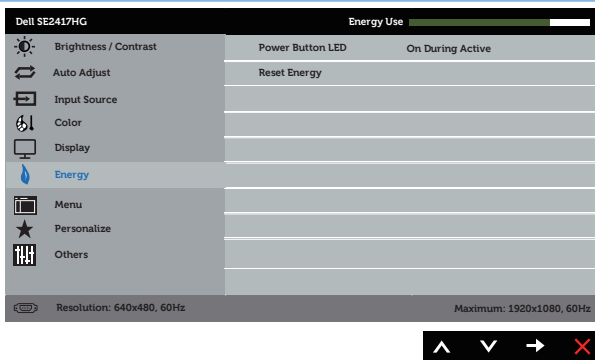 Dell SE2417HG Energy Use
Brightness / Contrast Power Button LED On During Active
Auto Adjust Reset Energy
Input Source
Color
Display
Energy
Menu
Personalize
Others
Resolution: 640x480, 60Hz Maximum: 1920x1080, 60Hz